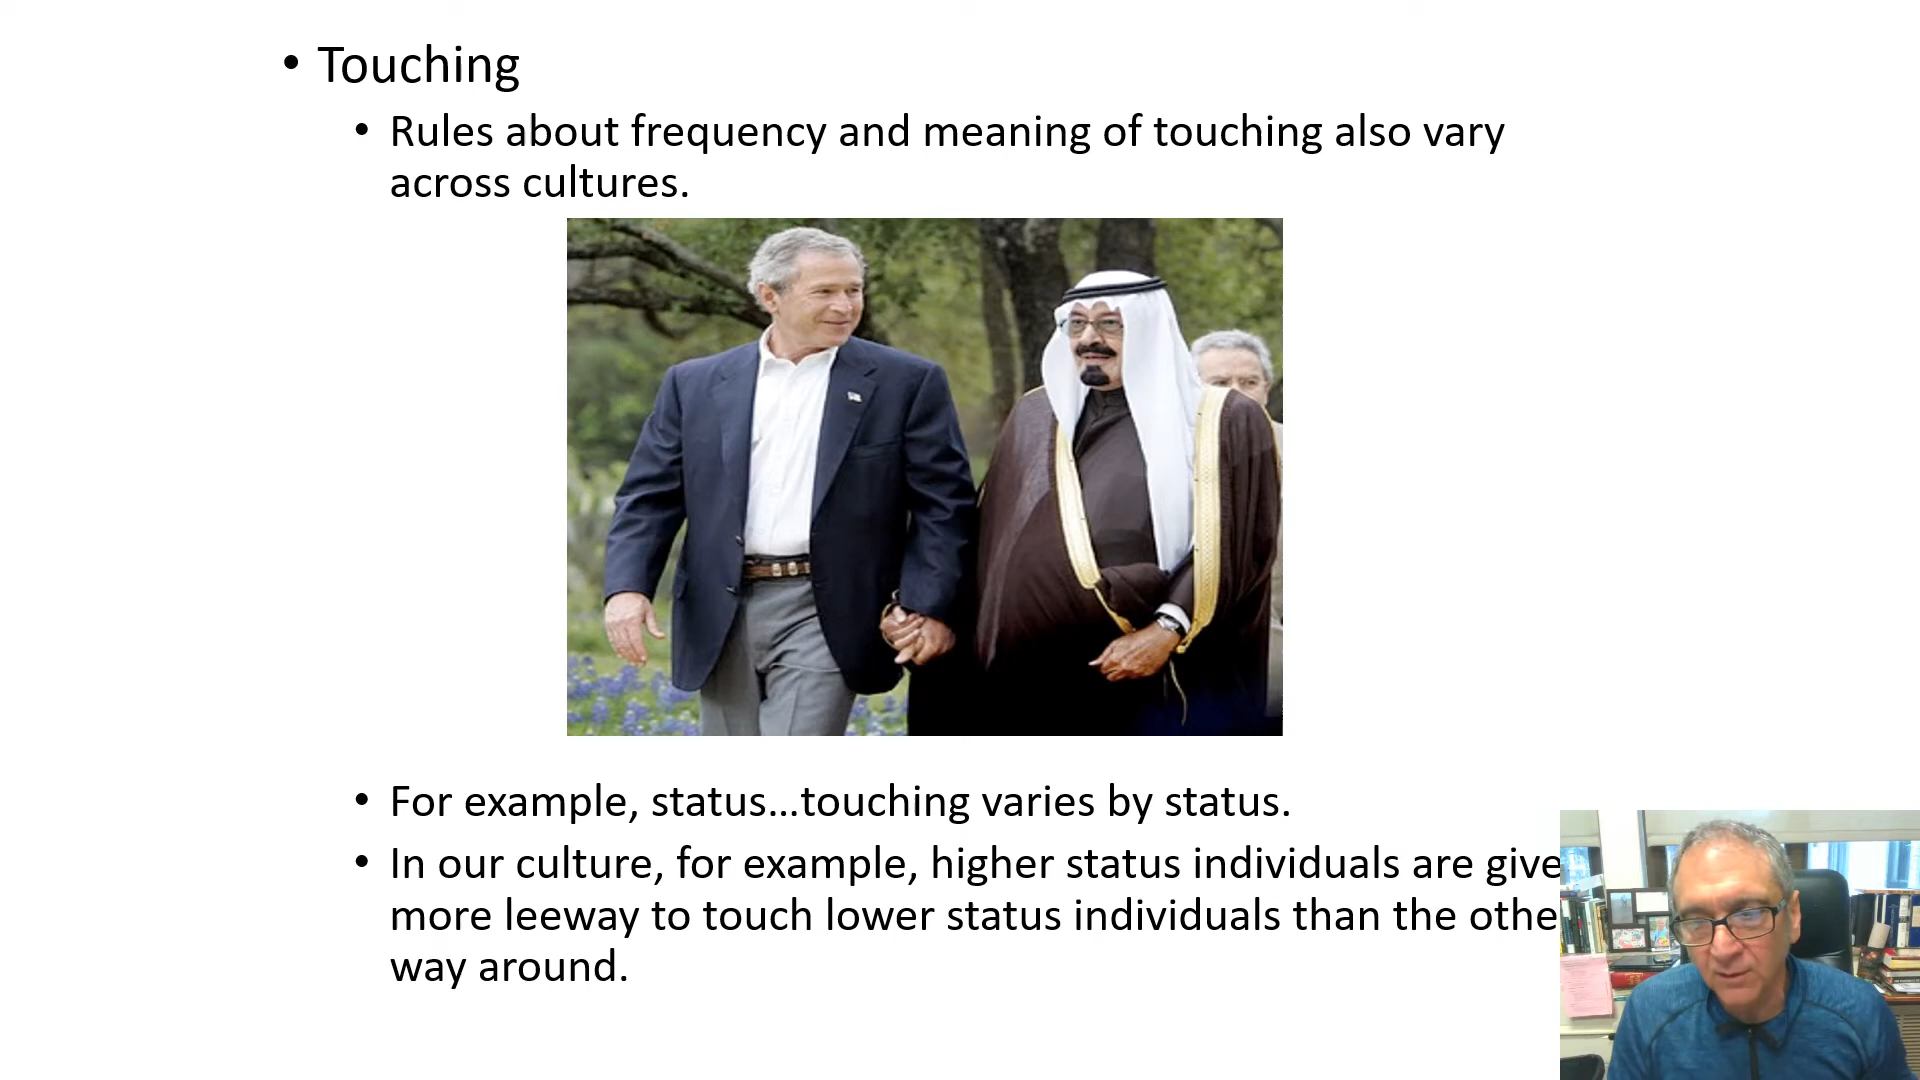 • Touching
• Rules about frequency and meaning of touching also vary
across cultures.
• For example, status...touching varies by status.
• In our culture, for example, higher status individuals are give
more leeway to touch lower status individuals than the othe
way around.